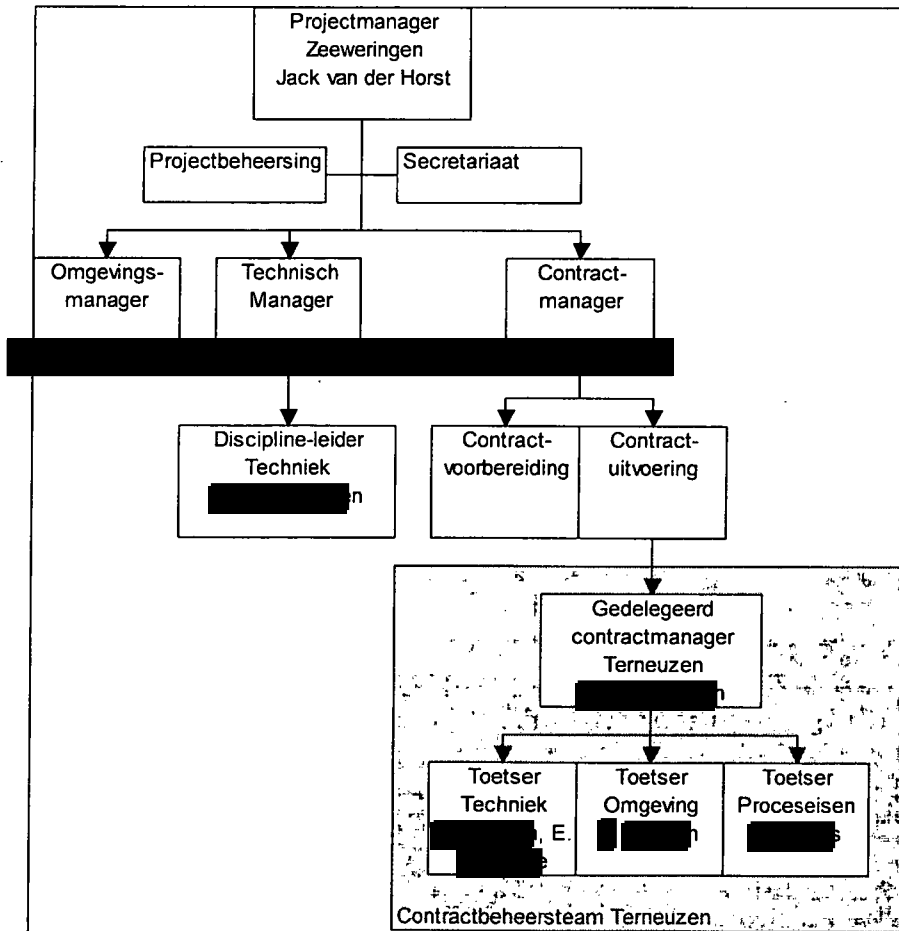 Projectmanager
Zeeweringen
Jack van der Horst
Projectbeheersing
Secretariaat
Omgevings-
manager
Technisch
Manager
Contract-
manager
Discipline-leider
Techniek
Contract-
voorbereiding
Contract-
uitvoering
Gedelegeerd
contractmanager
Terneuzen
Toetser
Techniek
E.
Toetser
Omgeving
Toetser
Proceseisen
Contractbeheersteam Terneuzen